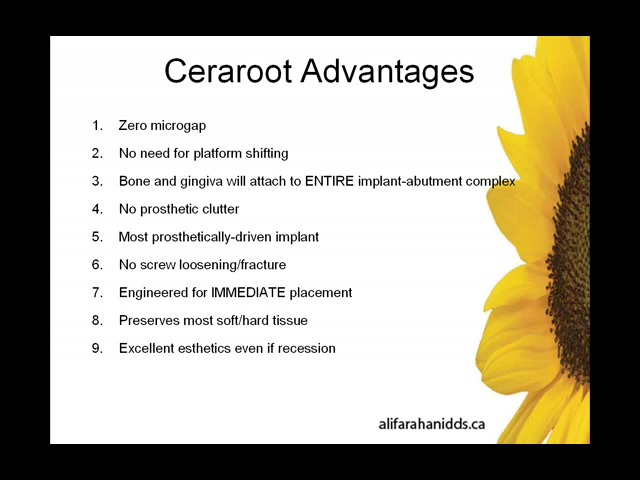 Ceraroot Advantages
1. Zero microgap
2. No need for platform shifting
3. Bone and gingiva will attach to ENTIRE implant-abutment complex
4. No prosthetic clutter
5. Most prosthetically-driven implant
6. No screw loosening/fracture
7. Engineered for IMMEDIATE placement
8. Preserves most soft/hard tissue
9. Excellent esthetics even if recession
alifarahanidds.ca